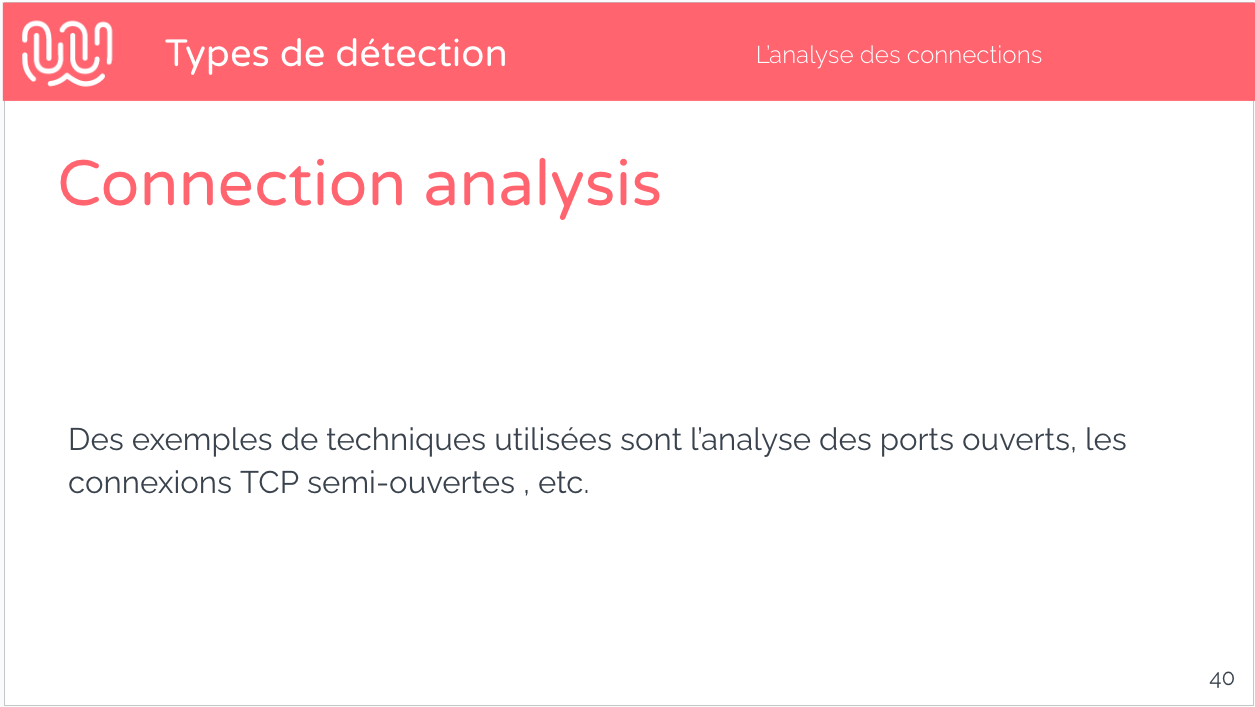 Types de détection
L’analyse des connections
Connection analysis
Des exemples de techniques utilisées sont l’analyse des ports ouverts, les
connexions TCP semi-ouvertes , etc.
40